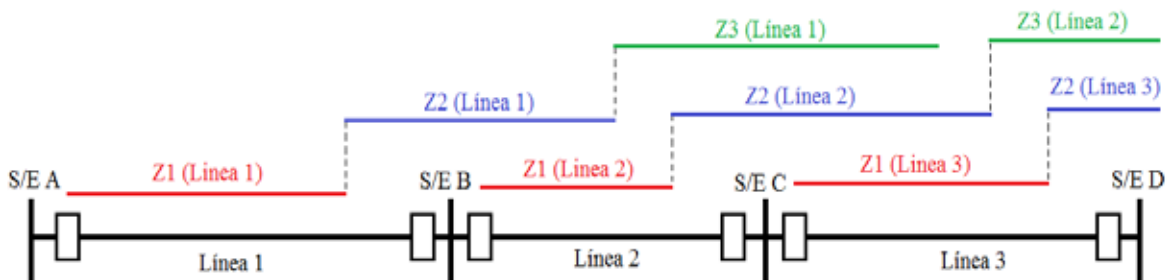 Z3 (Línea 1)
Z3 (Línea 2)
Z2 (Línea 1)
Z2 (Línea 2)
Z2 (Línea 3)
Z1 (Línea 1)
Z1 (Línea 2)
Z1 (Línea 3)
S/E A
S/E B
S/E C
S/E D
Línea 1
Línea 2
Línea 3